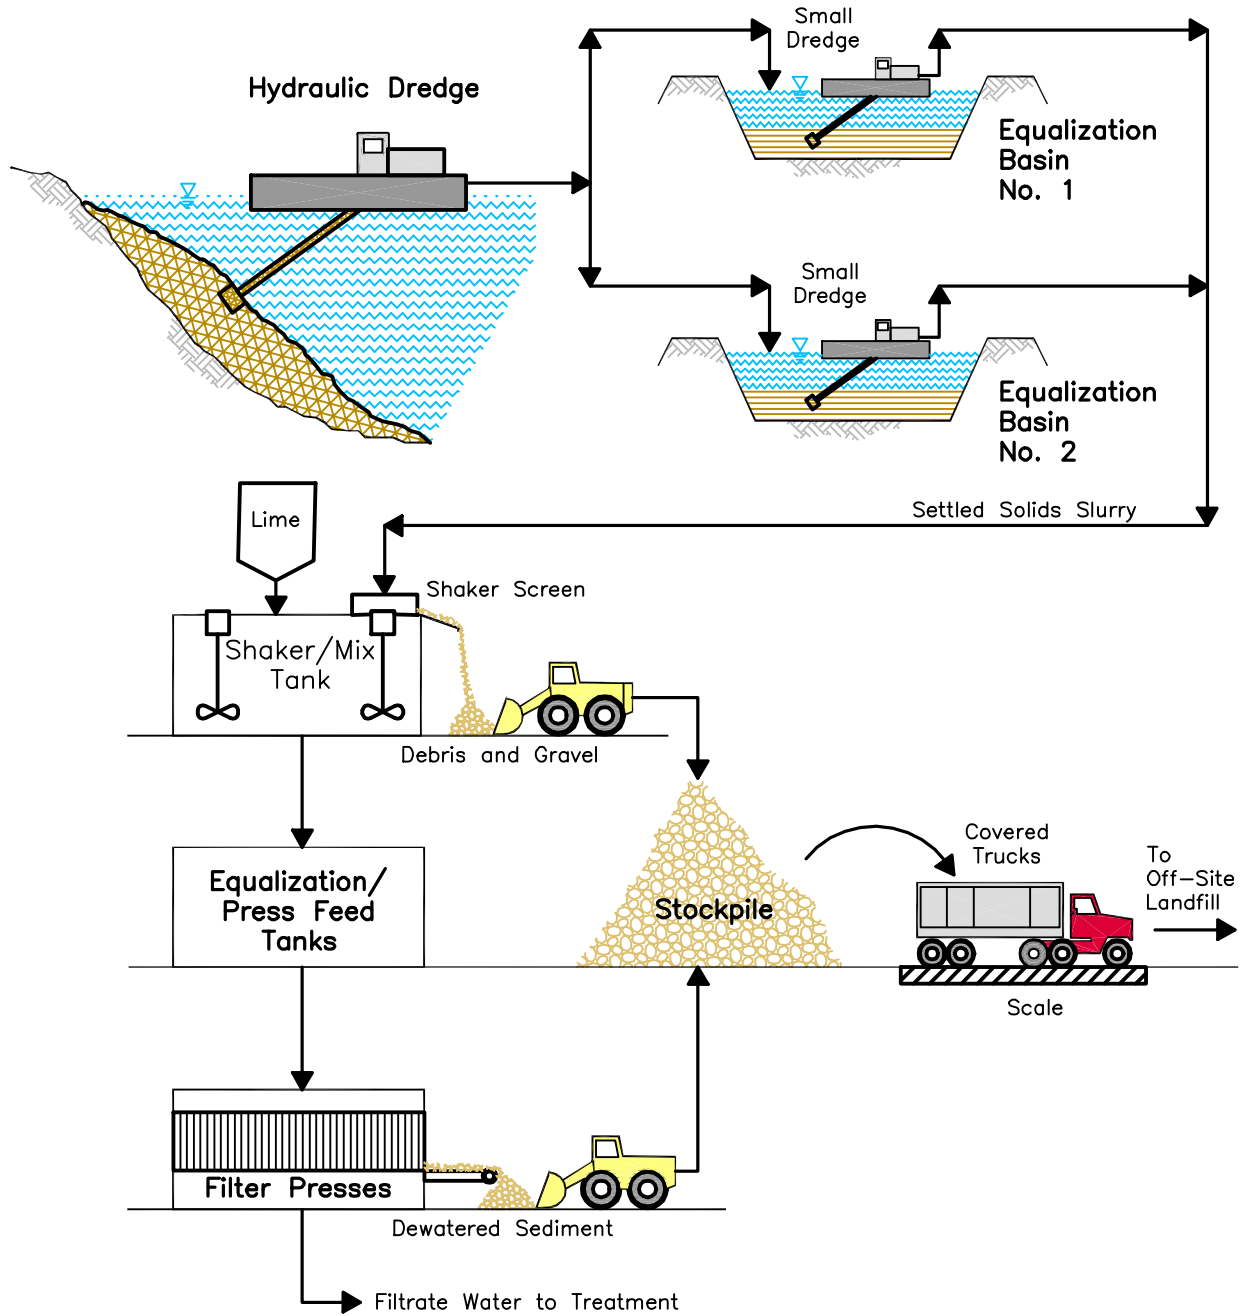 Small
Dredge
Hydraulic Dredge
Equalization
Basin
No. 1
Small
Dredge
Equalization
Basin
No. 2
Settled Solids Slurry
Lime
Shaker Screen
Shaker/Mix
Tank
Debris and Gravel
Covered
Trucks
To
Off-Site
Landfill
Equalization/
Press Feed
Tanks
Stockpile
Scale
Filter Presses
Dewatered Sediment
Filtrate Water to Treatment